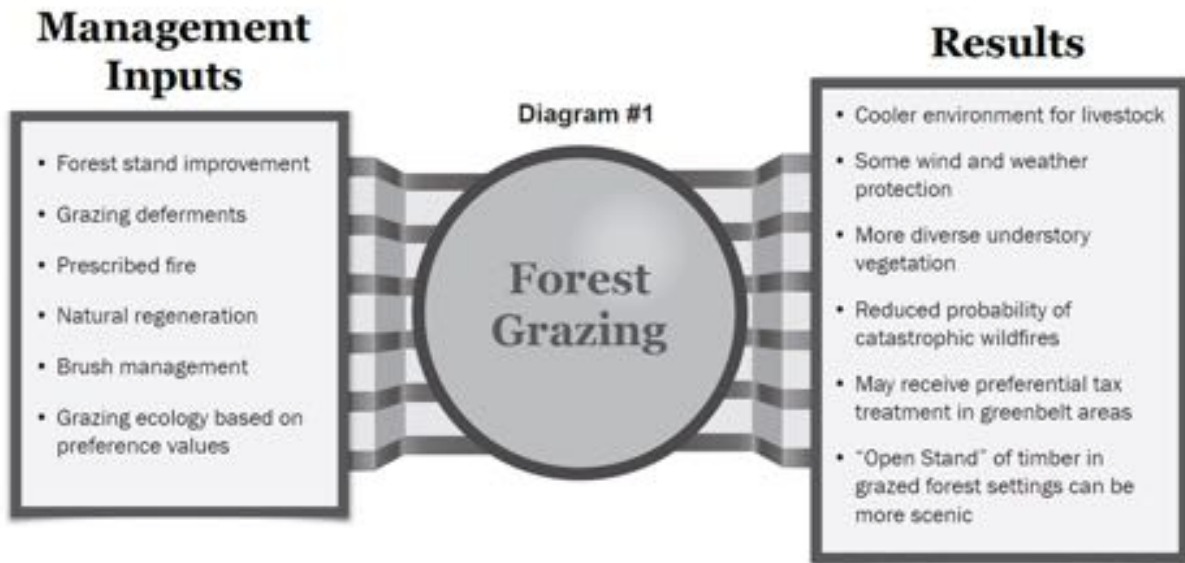 Management
Inputs
• Forest stand improvement
• Grazing deferments
• Prescribed fire
• Natural regeneration
• Brush management
• Grazing ecology based on
preference values
Diagram #1
Forest
Grazing
Results
• Cooler environment for livestock
• Some wind and weather
protection
• More diverse understory
vegetation
• Reduced probability of
catastrophic wildfires
• May receive preferential tax
treatment in greenbelt areas
• “Open Stand” of timber in
grazed forest settings can be
more scenic